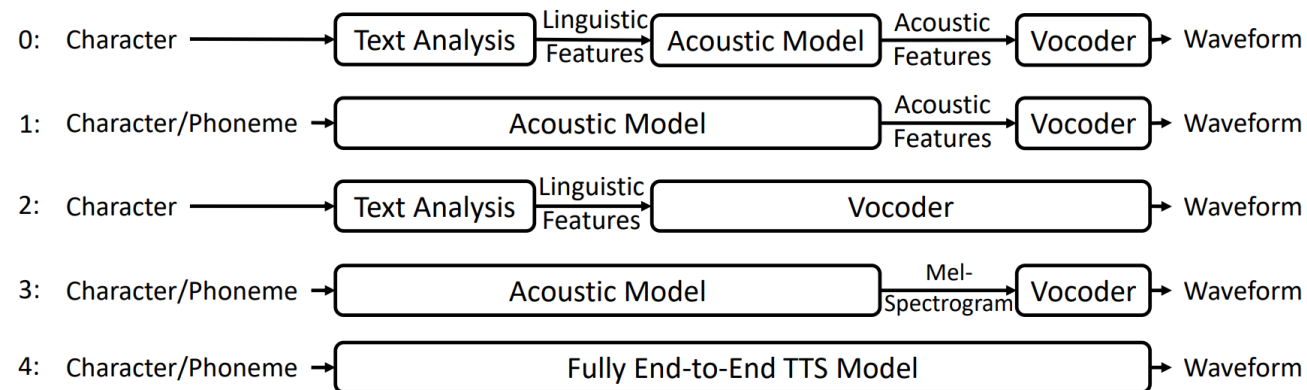 0: Character Text Analysis Linguistic Features Acoustic Model Acoustic Features Vocoder Waveform
1: Character/Phoneme Acoustic Model Acoustic Features Vocoder Waveform
2: Character Text Analysis Linguistic Features Vocoder Waveform
3: Character/Phoneme Acoustic Model Mel-Spectrogram Vocoder Waveform
4: Character/Phoneme Fully End-to-End TTS Model Waveform